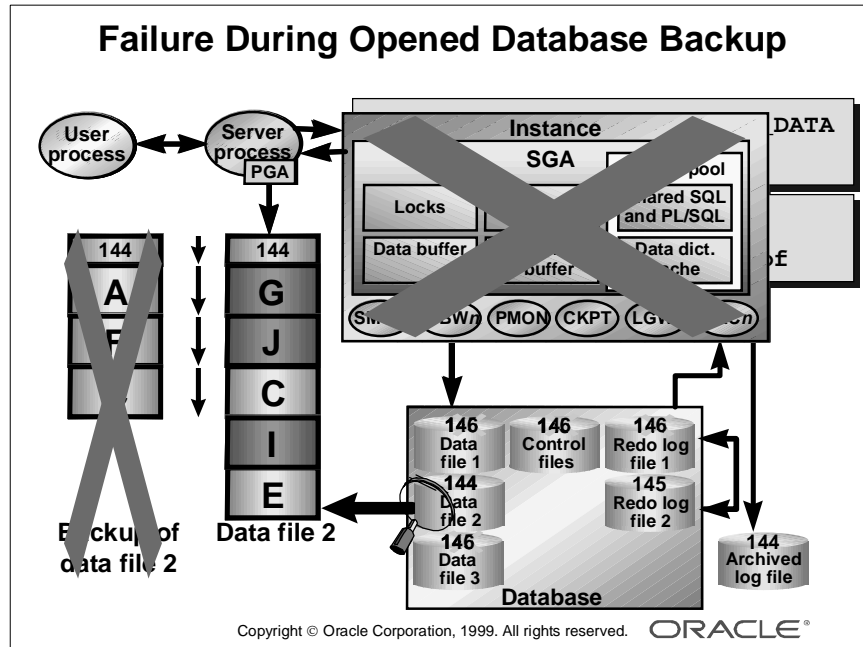 Failure During Opened Database Backup
User
process
Server
process
PGA
Instance
_DATA
SGA
pool
Locks
Shared SQL
and PL/SQL
Data buffer
buffer
Data dict.
cache
of
PMON
CKPT
144
A
144
G
J
C
I
E
Backup of
data file 2
Data file 2
146
Data
file 1
146
Control
files
146
Redo log
file 1
144
Data
file 2
145
Redo log
file 2
146
Data
file 3
144
Archived
log file
Database
Copyright © Oracle Corporation, 1999. All rights reserved.
ORACLE®